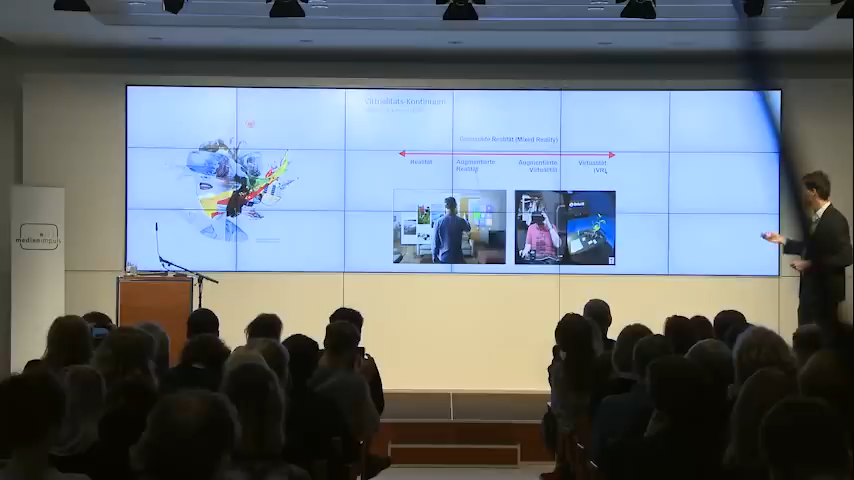 Virtualitäts-Kontinuum
Gemischte Realität (Mixed Reality)
Realität
Augmentierte
Realität
Augmentierte
Virtualität
Virtualität
(VR)
medienimpuls